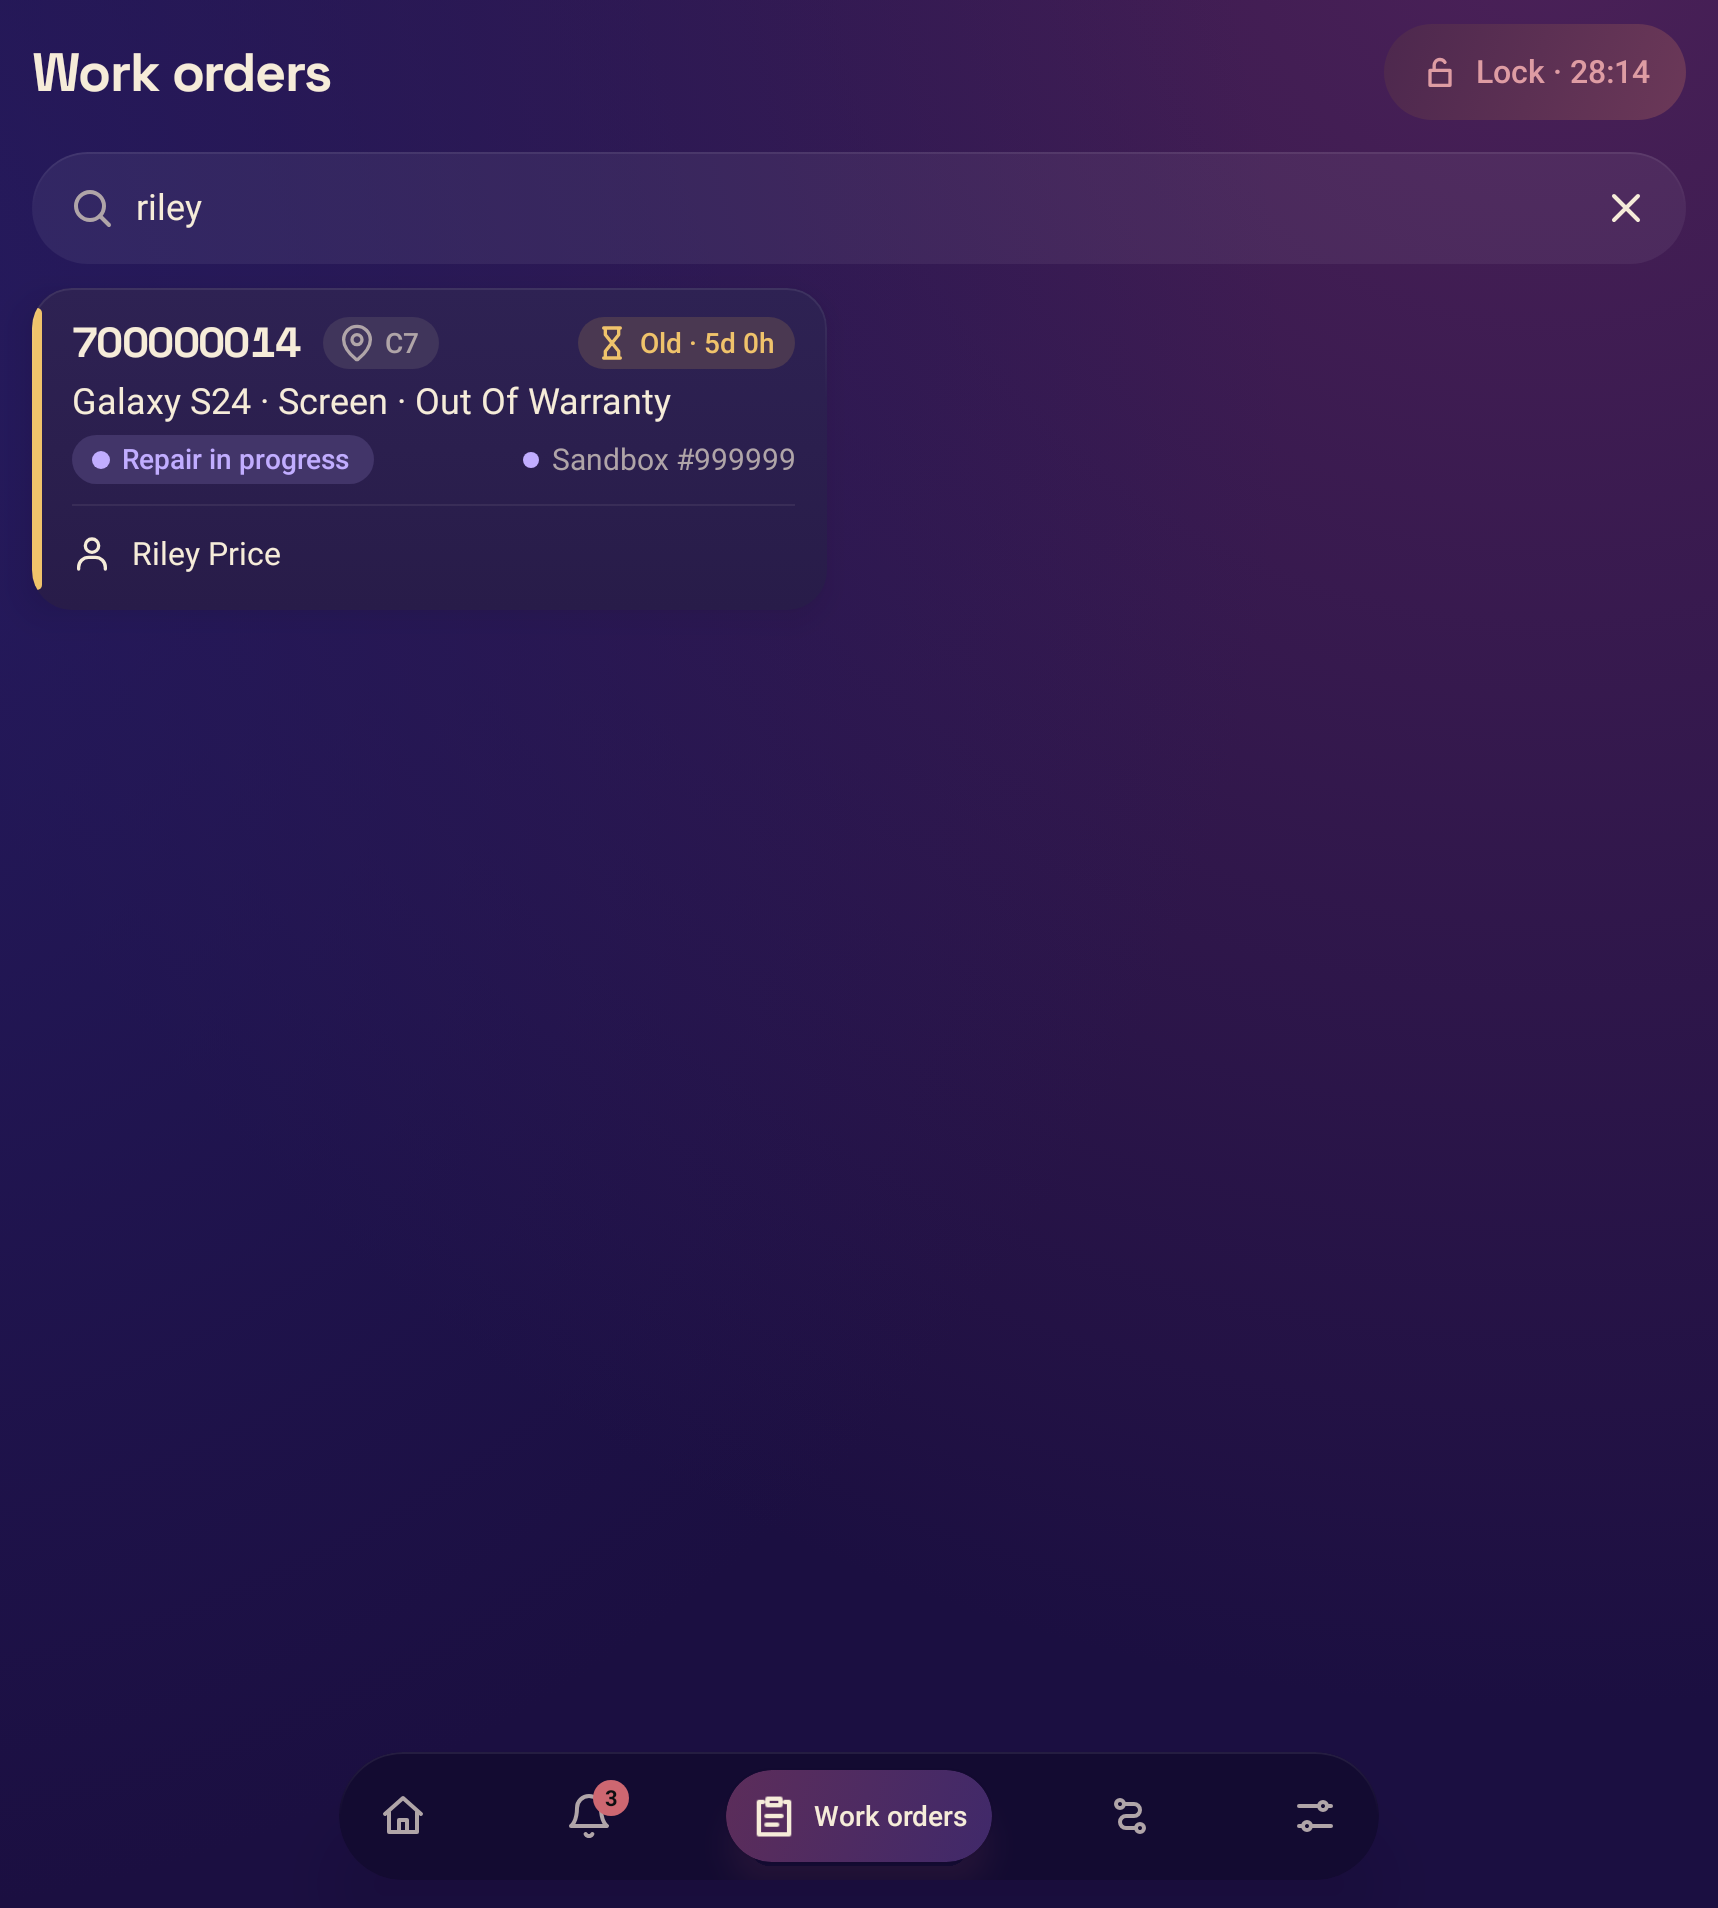 Work orders
Lock · 28:14
riley
700000014
C7
Old · 5d 0h
Galaxy S24 · Screen · Out Of Warranty
Repair in progress
Sandbox #999999
Riley Price
3
Work orders